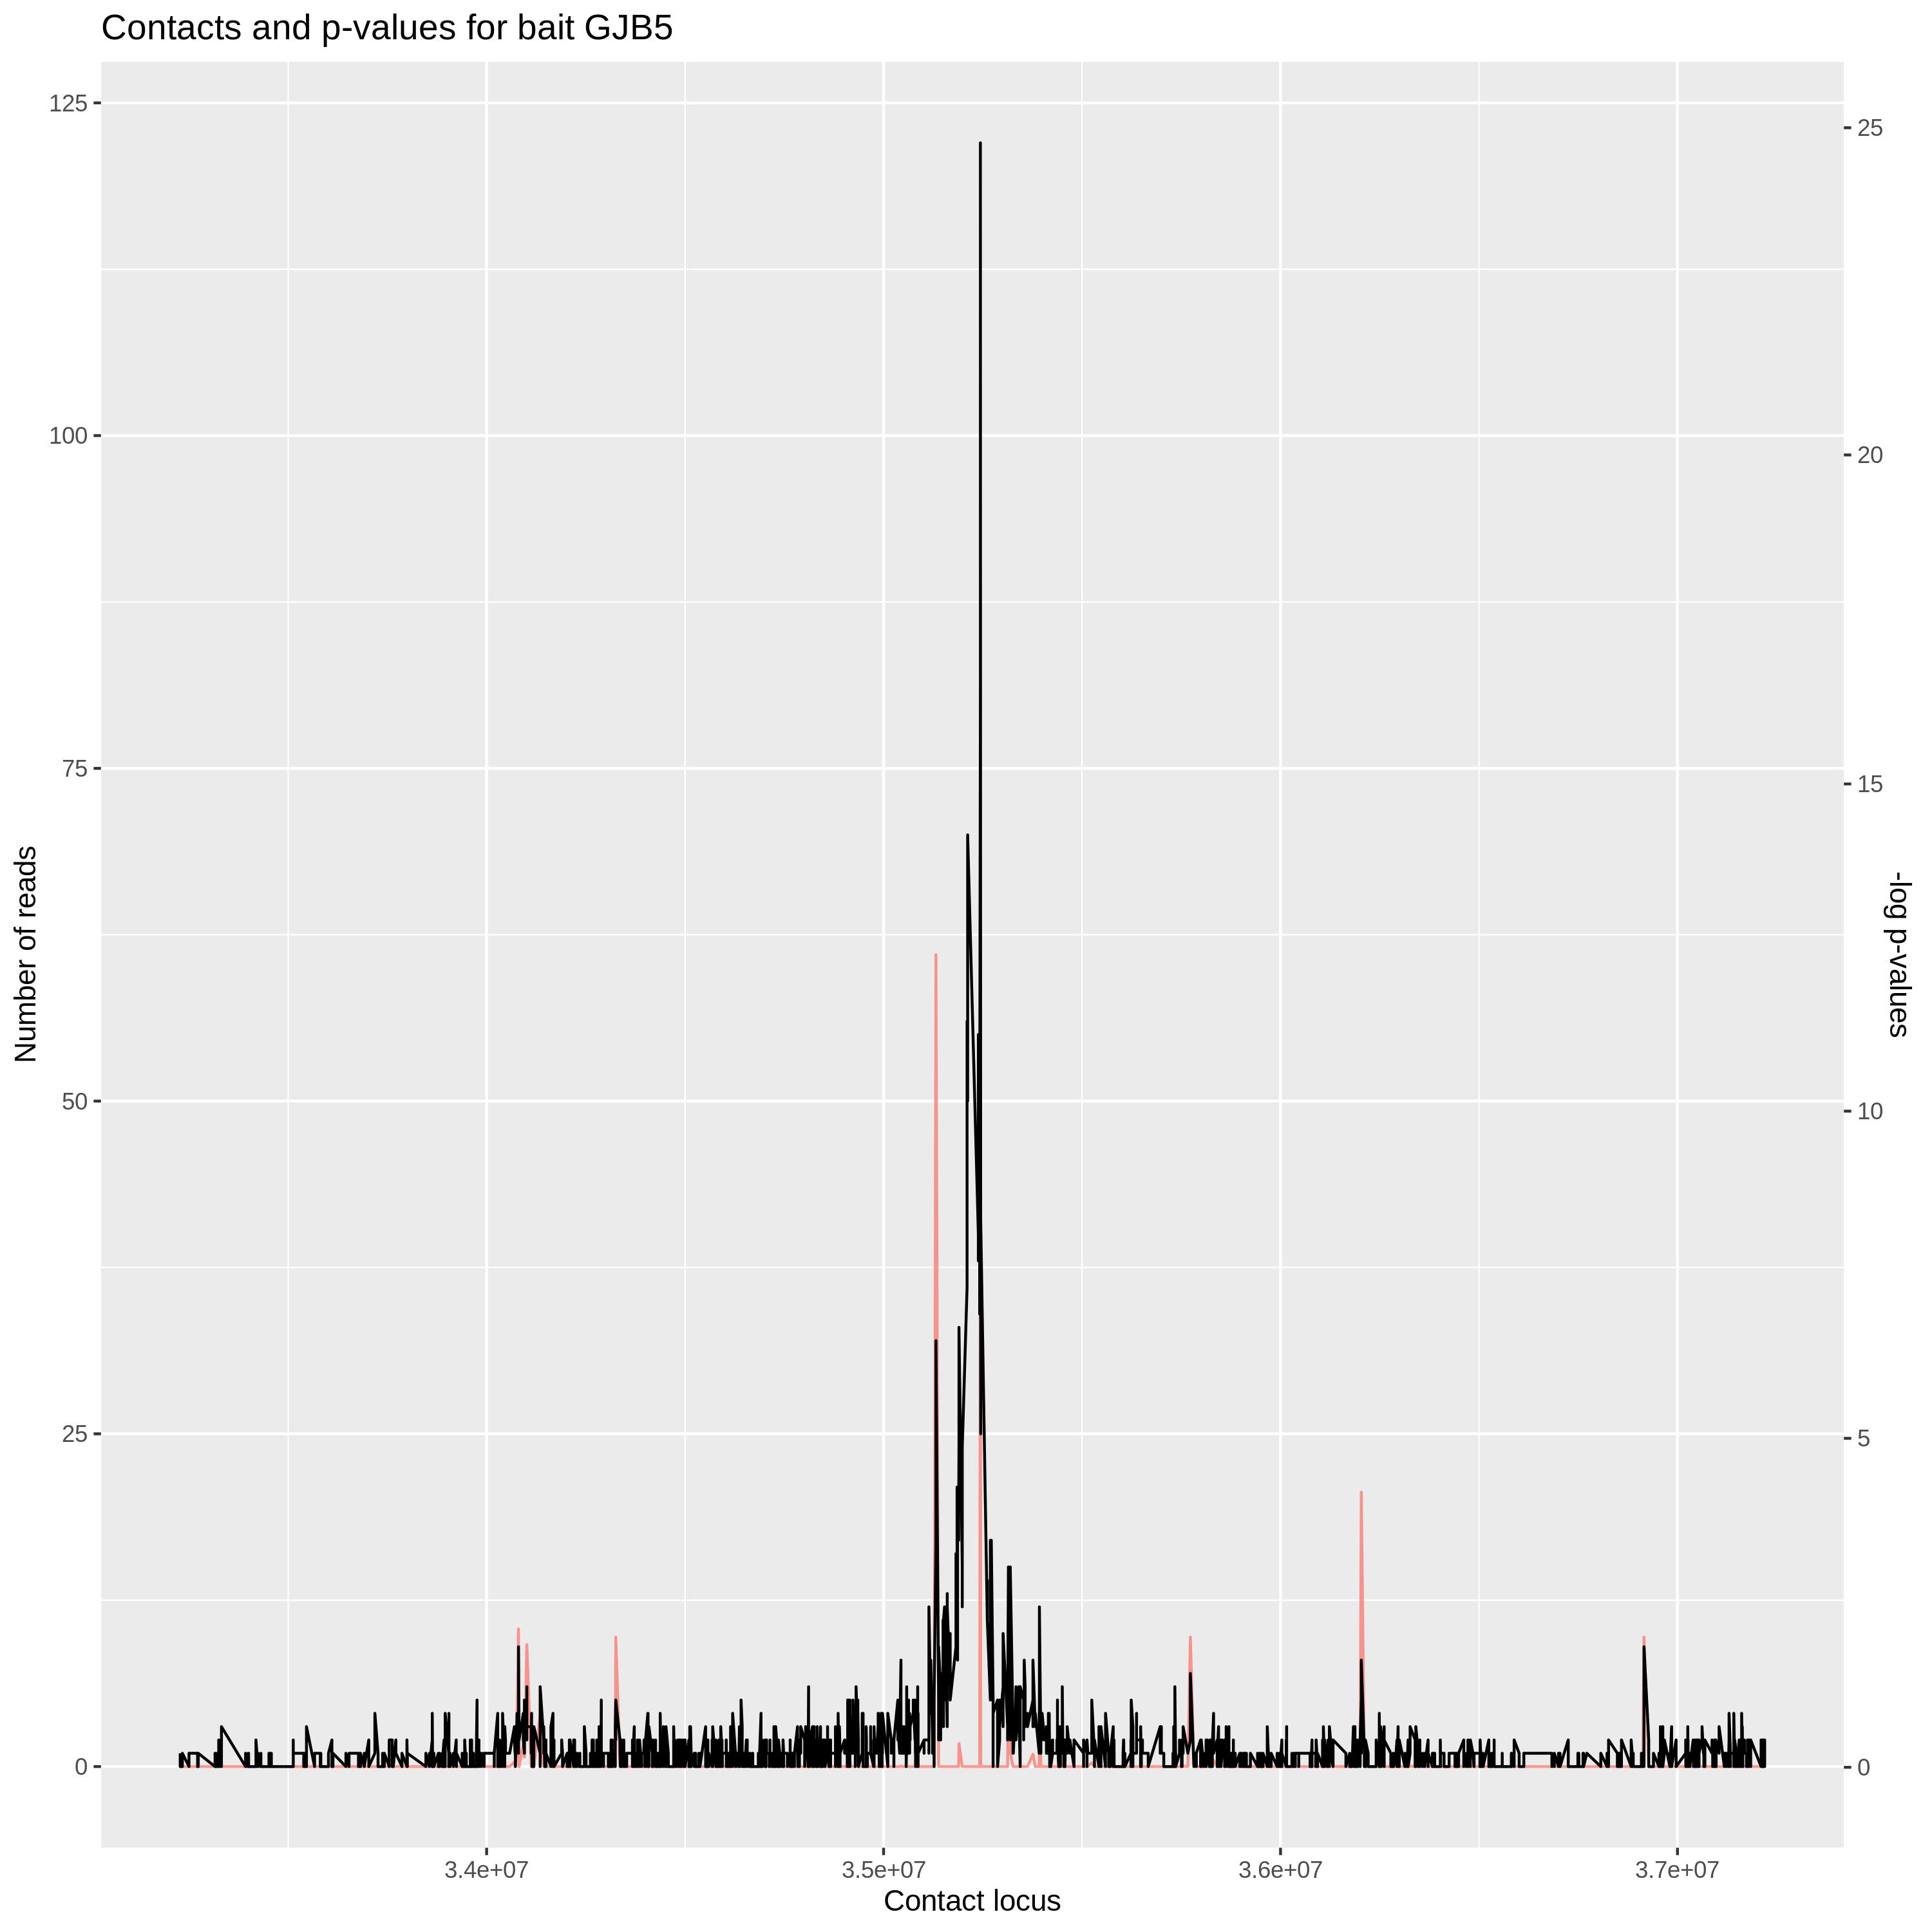 Contacts and p-values for bait GJB5
125
100
75
50
25
0
Number of reads
25
20
15
10
5
0
-log p-values
3.4e+07 3.5e+07 3.6e+07 3.7e+07
Contact locus